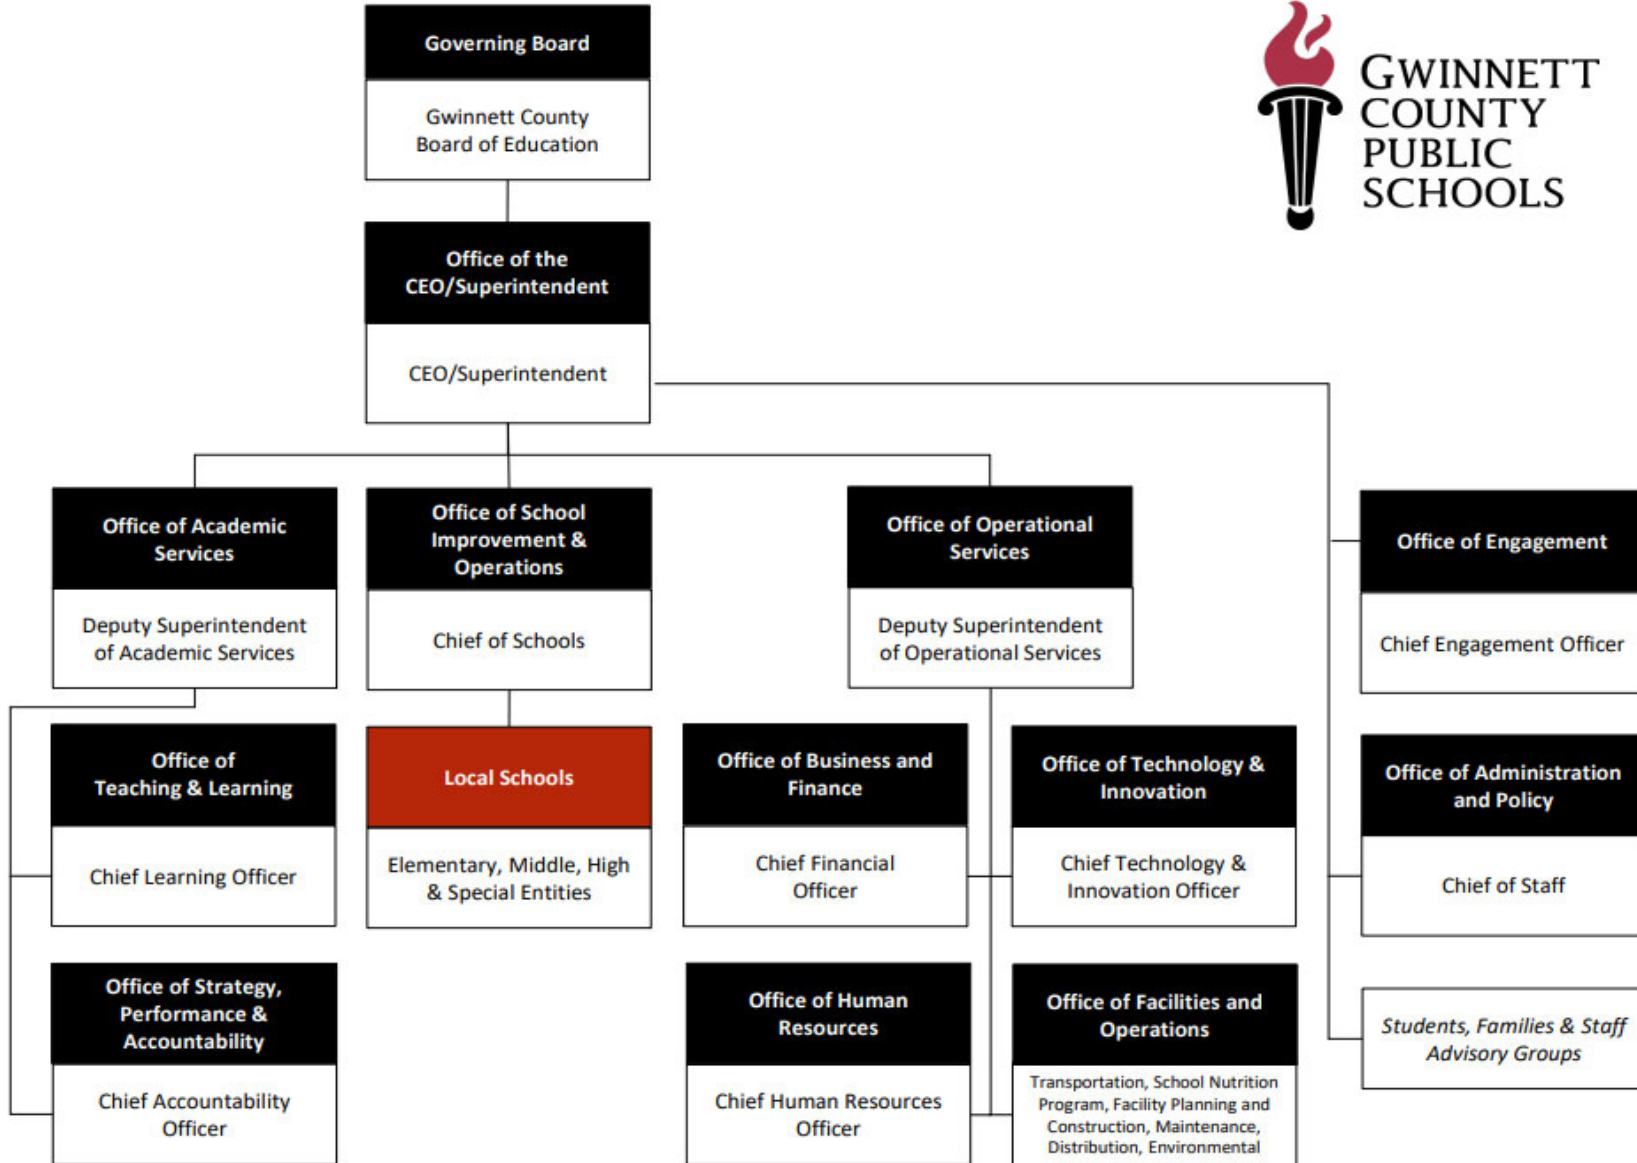 Governing Board
Gwinnett County
Board of Education
GWINNETT
COUNTY
PUBLIC
SCHOOLS
Office of the
CEO/Superintendent
CEO/Superintendent
Office of Academic
Services
Deputy Superintendent
of Academic Services
Office of School
Improvement &
Operations
Chief of Schools
Office of Operational
Services
Deputy Superintendent
of Operational Services
Office of Engagement
Chief Engagement Officer
Office of
Teaching & Learning
Chief Learning Officer
Local Schools
Elementary, Middle, High
& Special Entities
Office of Business and
Finance
Chief Financial
Officer
Office of Technology &
Innovation
Chief Technology &
Innovation Officer
Office of Administration
and Policy
Chief of Staff
Office of Strategy,
Performance &
Accountability
Chief Accountability
Officer
Office of Human
Resources
Chief Human Resources
Officer
Office of Facilities and
Operations
Transportation, School Nutrition
Program, Facility Planning and
Construction, Maintenance,
Distribution, Environmental
Students, Families & Staff
Advisory Groups